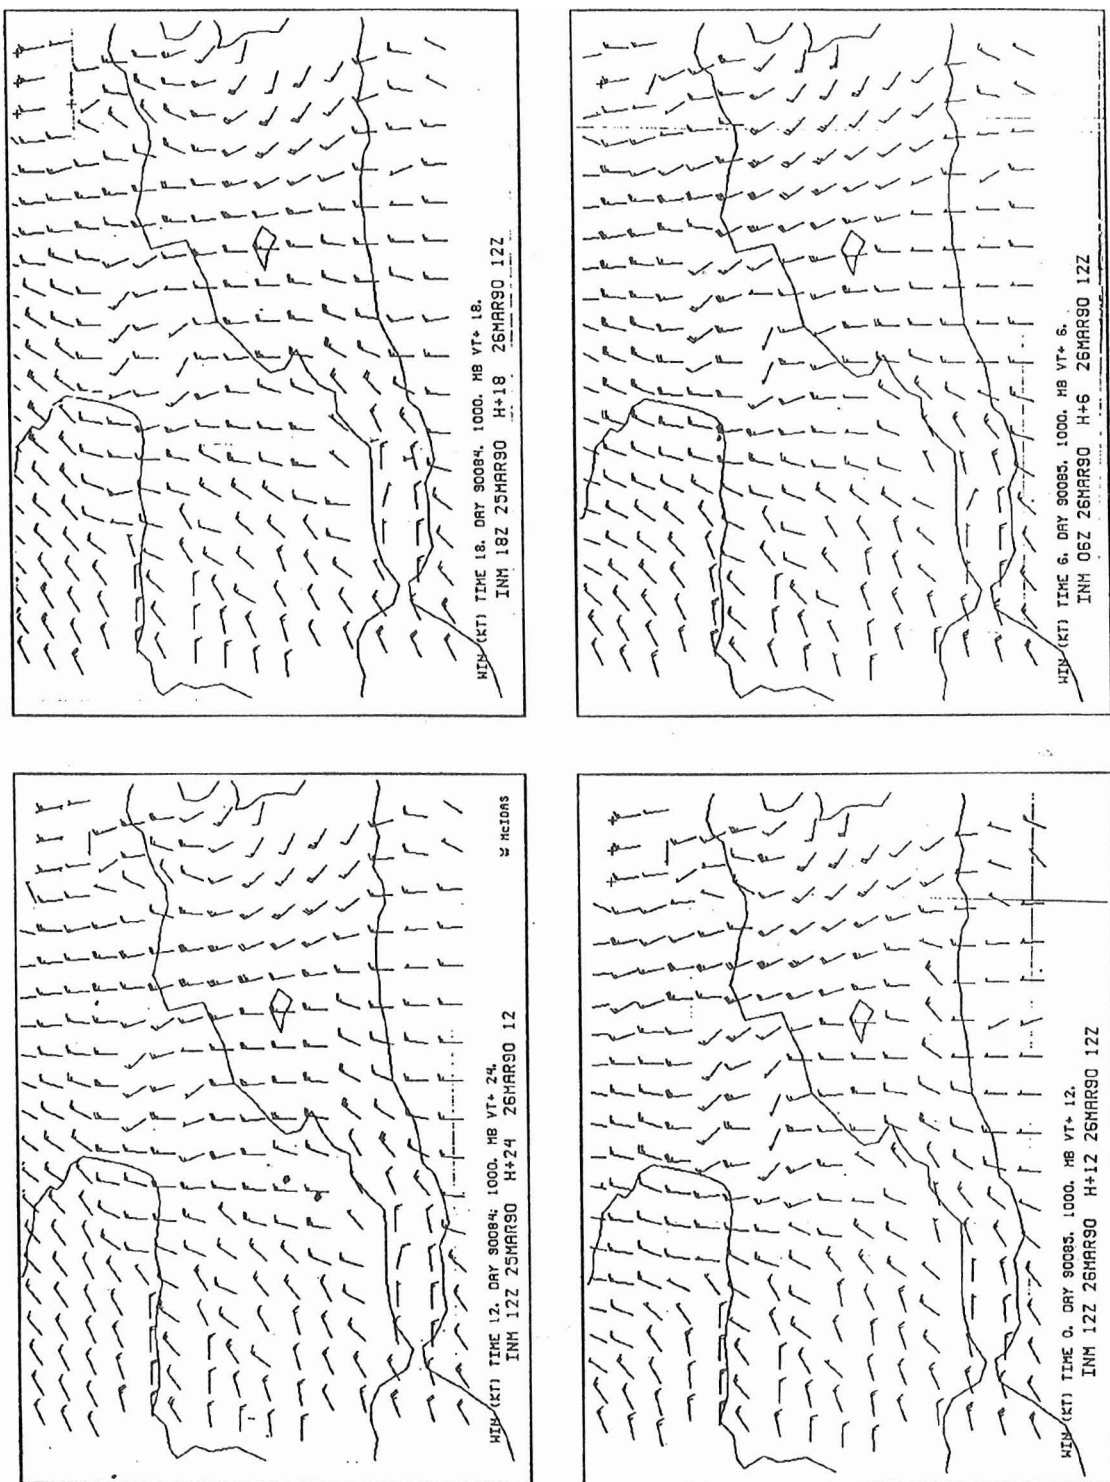 WIN (KT) TIME 12. DAY 90084. 1000. MB VT+ 24.
INM 12Z 25MAR90 H+24 26MAR90 12
McIDAS
WIN (KT) TIME 18. DAY 90084. 1000. MB VT+ 18.
INM 18Z 25MAR90 H+18 26MAR90 12Z
WIN (KT) TIME 0. DAY 90085. 1000. MB VT+ 12.
INM 12Z 26MAR90 H+12 26MAR90 12Z
WIN (KT) TIME 6. DAY 90085. 1000. MB VT+ 6.
INM 06Z 26MAR90 H+6 26MAR90 12Z